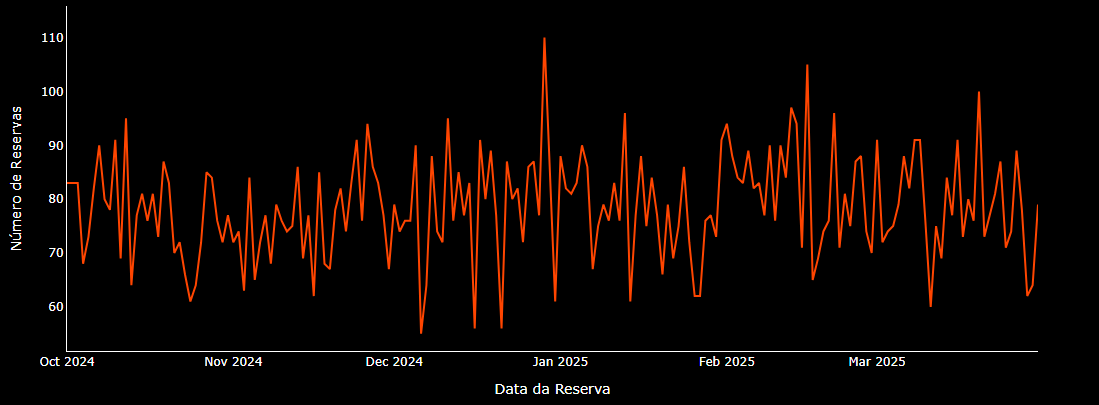 Número de Reservas
110
100
90
80
70
60
Oct 2024
Nov 2024
Dec 2024
Jan 2025
Feb 2025
Mar 2025
Data da Reserva